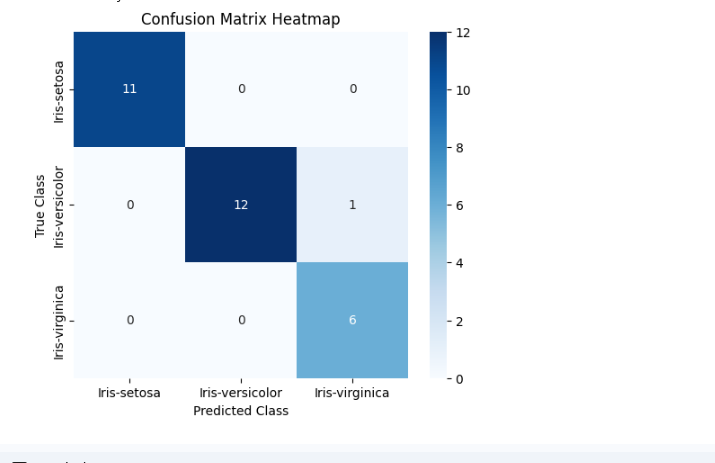 Confusion Matrix Heatmap
12
Iris-setosa
11
0
0
10
8
True Class
Iris-versicolor
0
12
1
6
4
Iris-virginica
0
0
6
2
0
Iris-setosa
Iris-versicolor
Iris-virginica
Predicted Class